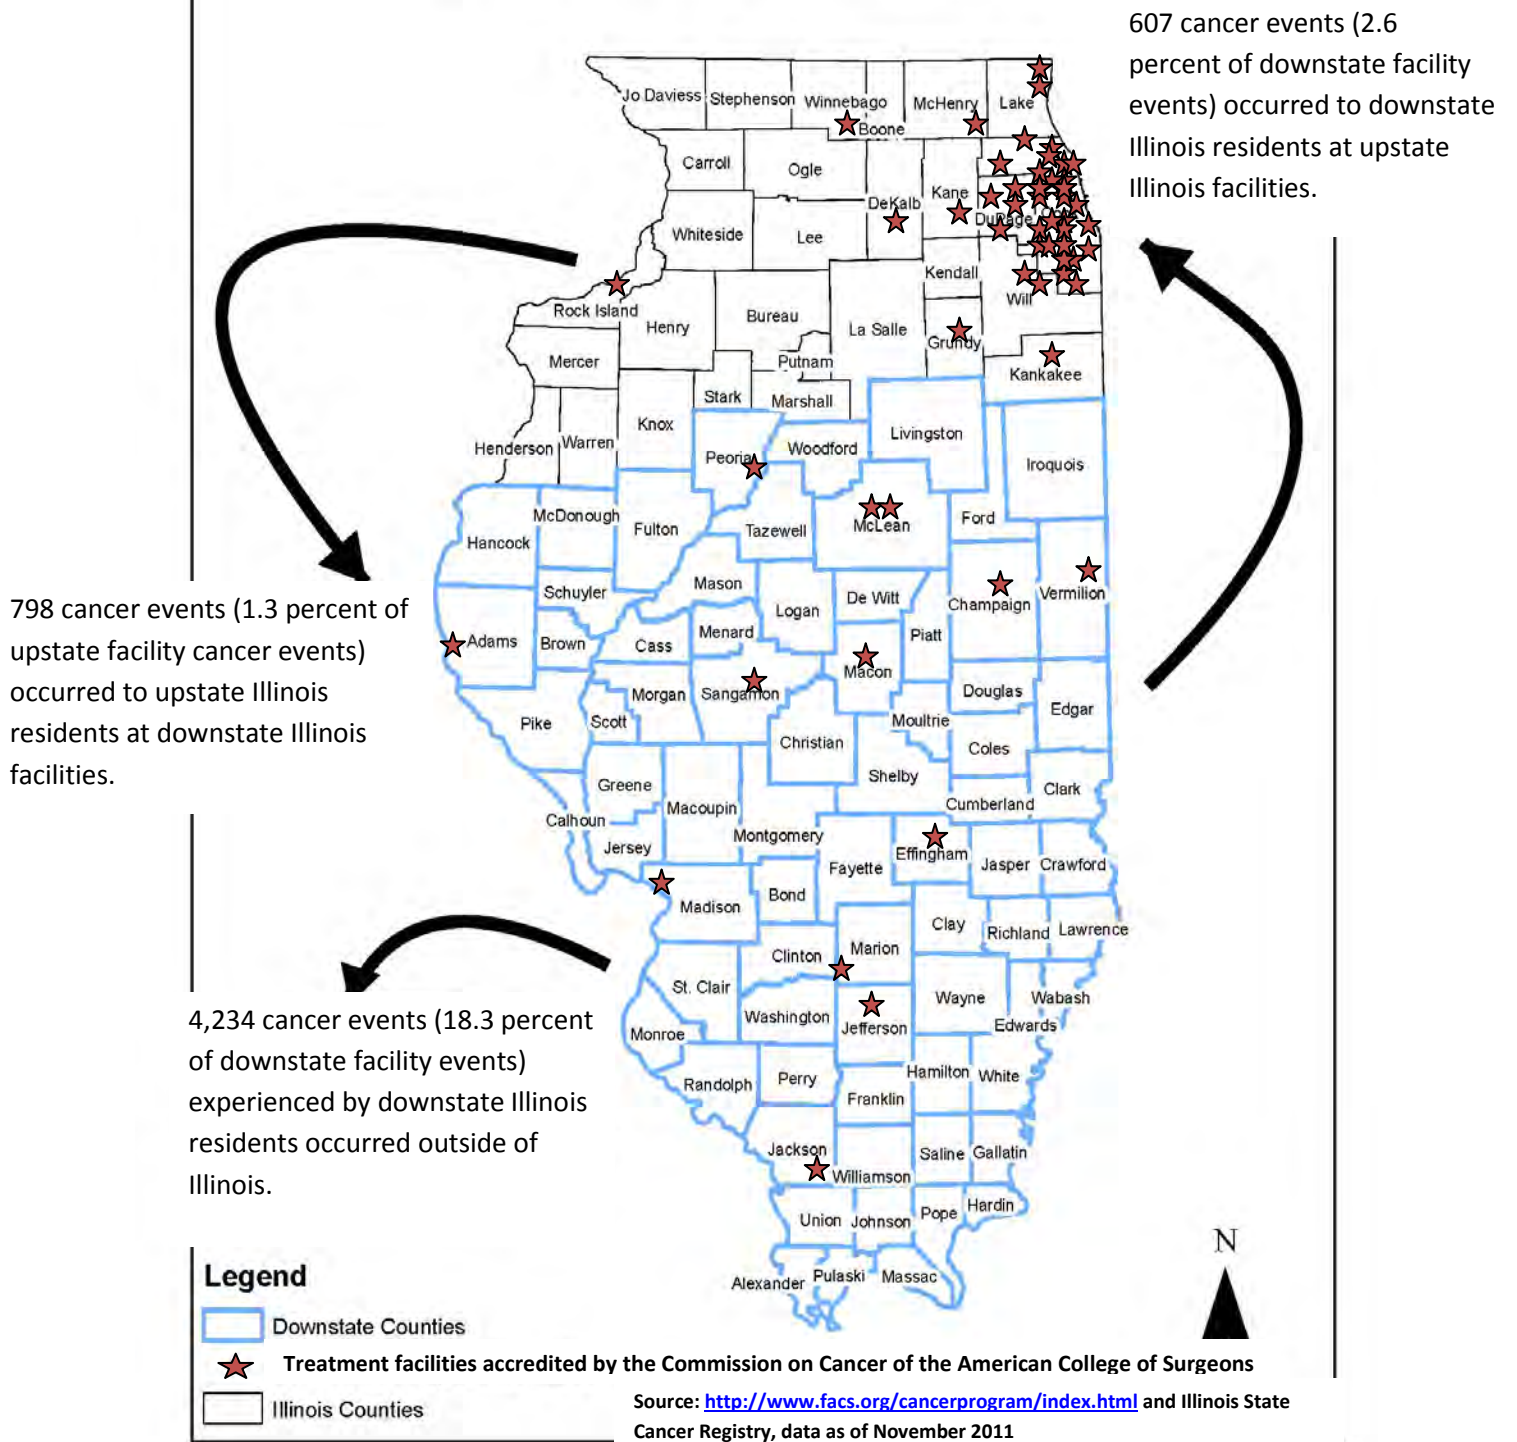 607 cancer events (2.6
percent of downstate facility
events) occurred to downstate
Illinois residents at upstate
Illinois facilities.
Jo Daviess
Stephenson
Winnebago
Boone
McHenry
Lake
Carroll
Ogle
DeKalb
Kane
DuPage
Whiteside
Lee
Kendall
Will
Rock Island
Henry
Bureau
La Salle
Grundy
Mercer
Putnam
Kankakee
Stark
Marshall
Knox
Henderson
Warren
Peoria
Woodford
Livingston
Iroquois
McDonough
Hancock
Fulton
Tazewell
McLean
Ford
Schuyler
Mason
Logan
De Witt
Champaign
Vermilion
Adams
Brown
Cass
Menard
Piatt
Macon
Morgan
Sangamon
Douglas
Edgar
Pike
Scott
Moultrie
Christian
Coles
Shelby
Greene
Macoupin
Cumberland
Clark
Calhoun
Jersey
Montgomery
Fayette
Effingham
Jasper
Crawford
Madison
Bond
Clay
Richland
Lawrence
Clinton
Marion
St. Clair
Wayne
Wabash
Washington
Jefferson
Edwards
Monroe
Randolph
Perry
Hamilton
White
Franklin
Jackson
Williamson
Saline
Gallatin
Union
Johnson
Pope
Hardin
Alexander
Pulaski
Massac
798 cancer events (1.3 percent of
upstate facility cancer events)
occurred to upstate Illinois
residents at downstate Illinois
facilities.
4,234 cancer events (18.3 percent
of downstate facility events)
experienced by downstate Illinois
residents occurred outside of
Illinois.
N
Legend
Downstate Counties
Treatment facilities accredited by the Commission on Cancer of the American College of Surgeons
Illinois Counties
Source: http://www.facs.org/cancerprogram/index.html and Illinois State
Cancer Registry, data as of November 2011